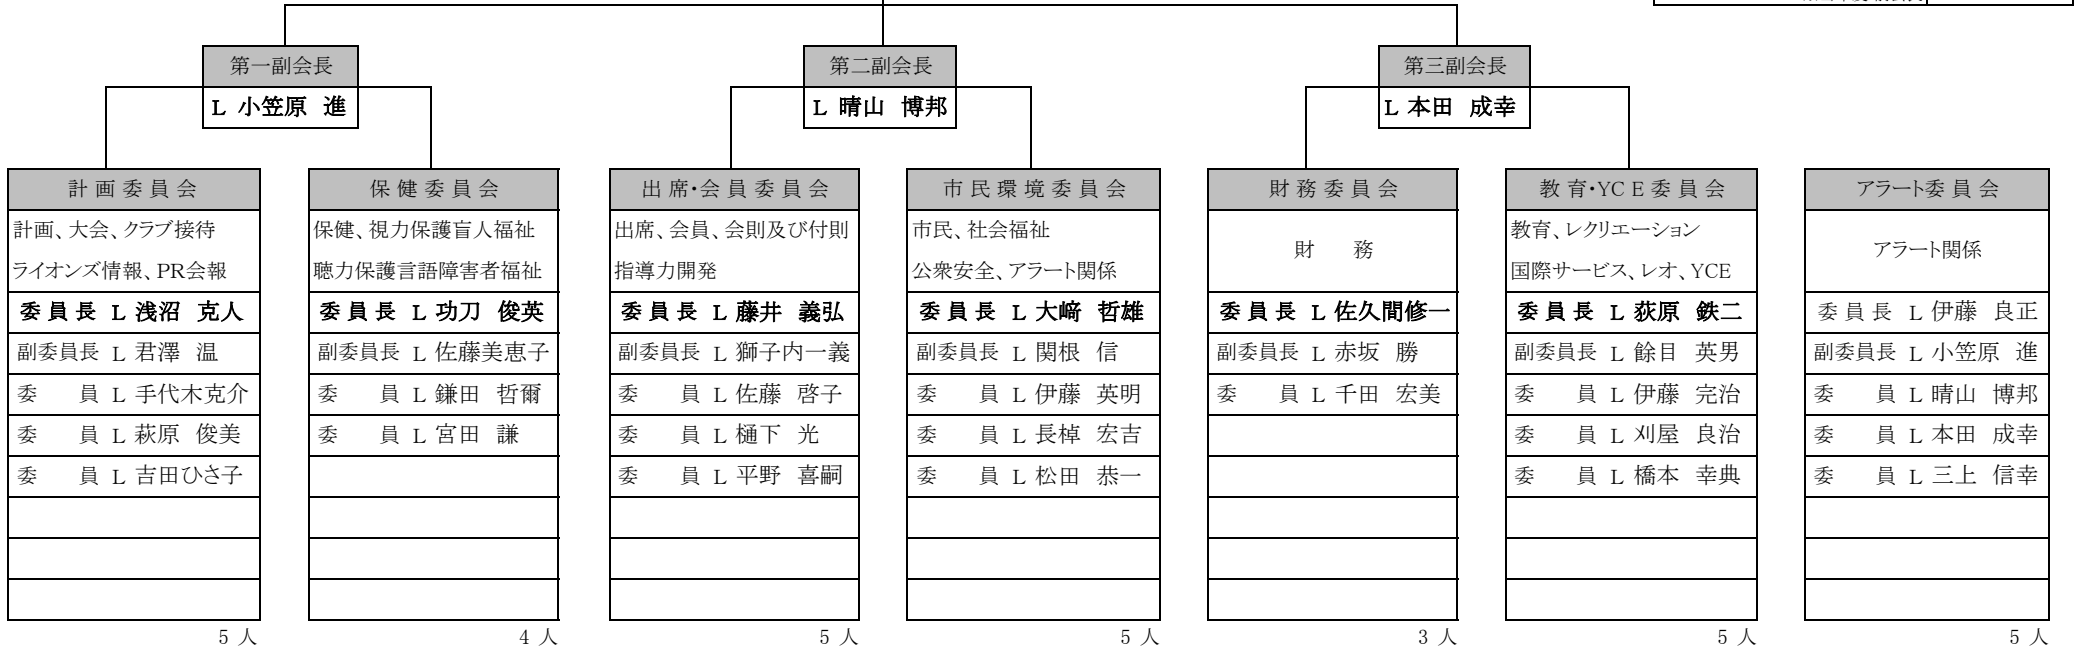 第一副会長
L 小笠原 進
第二副会長
L 晴山 博邦
第三副会長
L 本田 成幸
計画委員会
計画、大会、クラブ接待
ライオンズ情報、PR会報
委員長 L 浅沼 克人
副委員長 L 君澤 温
委 員 L 手代木克介
委 員 L 萩原 俊美
委 員 L 吉田ひさ子
5 人
保健委員会
保健、視力保護盲人福祉
聴力保護言語障害者福祉
委員長 L 功刀 俊英
副委員長 L 佐藤美恵子
委 員 L 鎌田 哲爾
委 員 L 宮田 謙
4 人
出席・会員委員会
出席、会員、会則及び付則
指導力開発
委員長 L 藤井 義弘
副委員長 L 獅子内一義
委 員 L 佐藤 啓子
委 員 L 樋下 光
委 員 L 平野 喜嗣
5 人
市民環境委員会
市民、社会福祉
公衆安全、アラート関係
委員長 L 大﨑 哲雄
副委員長 L 関根 信
委 員 L 伊藤 英明
委 員 L 長棹 宏吉
委 員 L 松田 恭一
5 人
財務委員会
財 務
委員長 L 佐久間修一
副委員長 L 赤坂 勝
委 員 L 千田 宏美
3 人
教育・YCE委員会
教育、レクリエーション
国際サービス、レオ、YCE
委員長 L 荻原 鉄二
副委員長 L 餘目 英男
委 員 L 伊藤 完治
委 員 L 刈屋 良治
委 員 L 橋本 幸典
5 人
アラート委員会
アラート関係
委員長 L 伊藤 良正
副委員長 L 小笠原 進
委 員 L 晴山 博邦
委 員 L 本田 成幸
委 員 L 三上 信幸
5 人